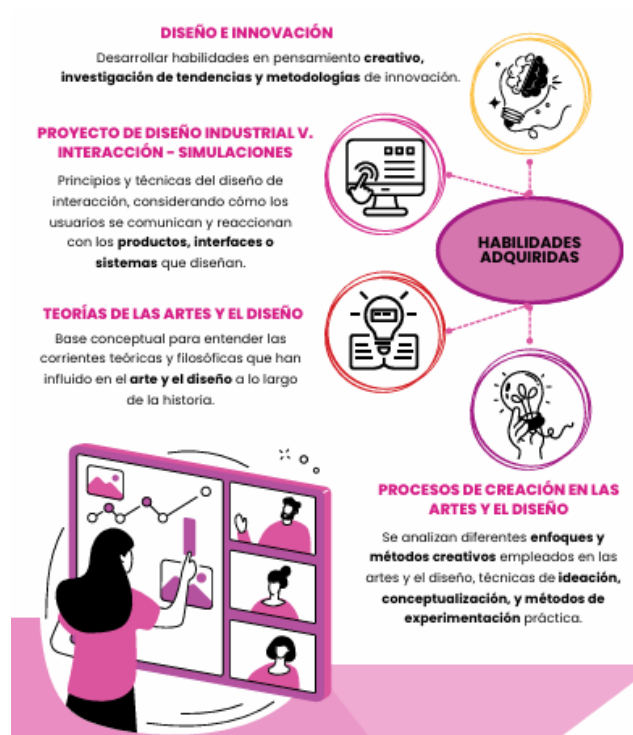 DISEÑO E INNOVACIÓN
Desarrollar habilidades en pensamiento creativo,
investigación de tendencias y metodologías de innovación.
PROYECTO DE DISEÑO INDUSTRIAL V.
INTERACCIÓN - SIMULACIONES
Principios y técnicas del diseño de
interacción, considerando cómo los
usuarios se comunican y reaccionan
con los productos, interfaces o
sistemas que diseñan.
HABILIDADES
ADQUIRIDAS
TEORÍAS DE LAS ARTES Y EL DISEÑO
Base conceptual para entender las
corrientes teóricas y filosóficas que han
influido en el arte y el diseño a lo largo
de la historia.
PROCESOS DE CREACIÓN EN LAS
ARTES Y EL DISEÑO
Se analizan diferentes enfoques y
métodos creativos empleados en las
artes y el diseño, técnicas de ideación,
conceptualización, y métodos de
experimentación práctica.